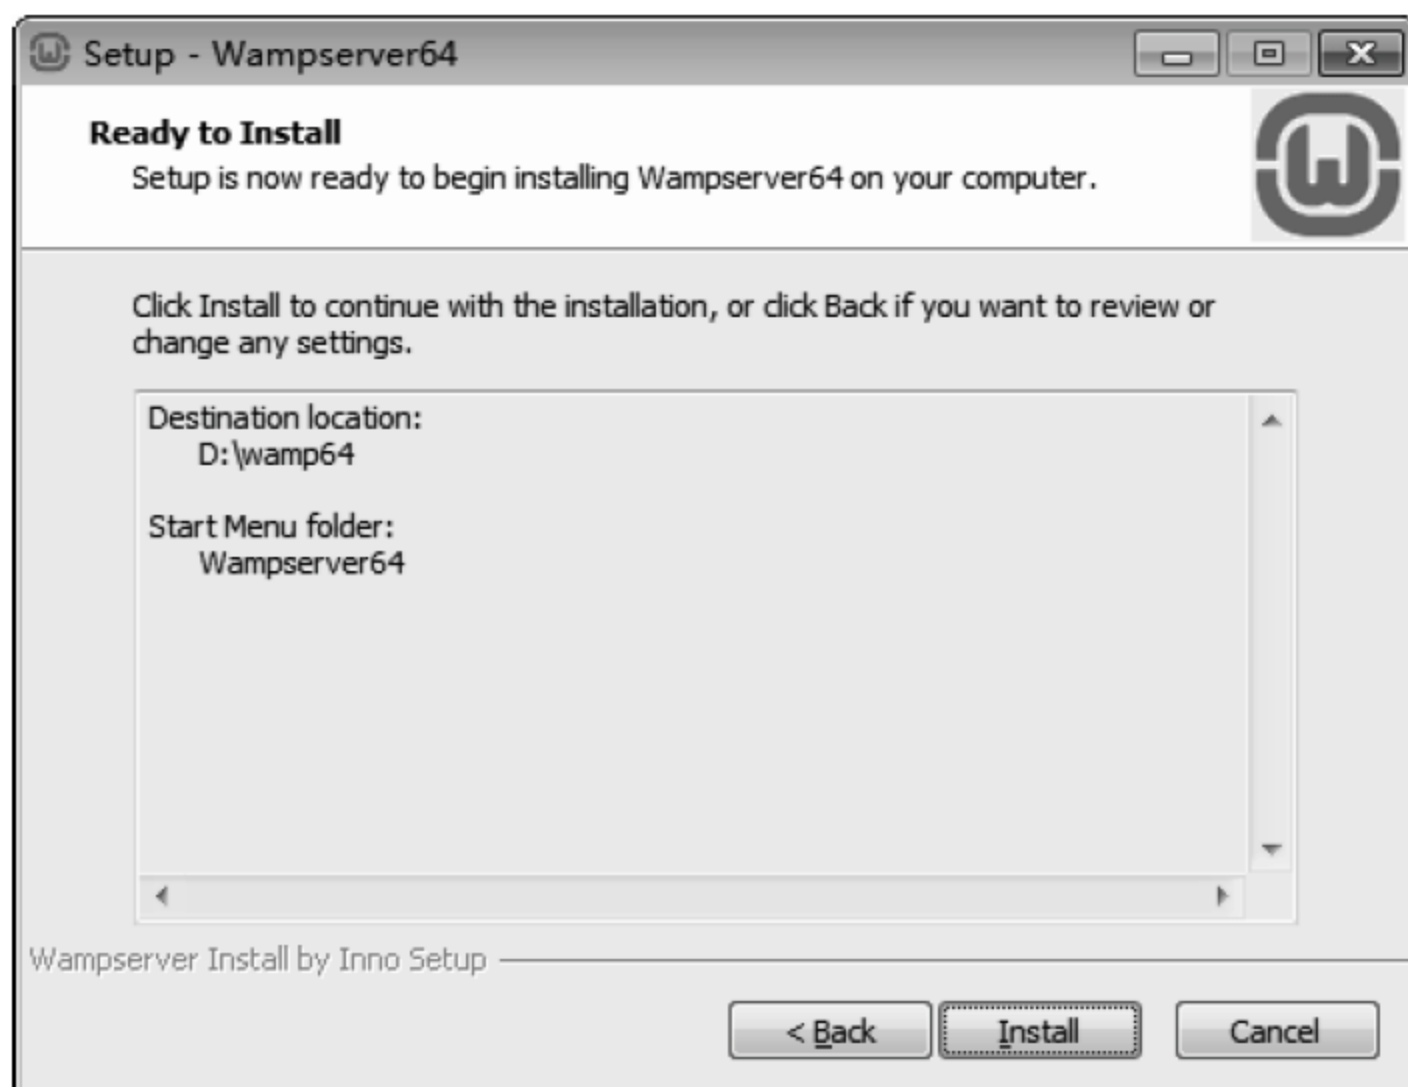 Setup - Wampserver64
Ready to Install
Setup is now ready to begin installing Wampserver64 on your computer.
Click Install to continue with the installation, or click Back if you want to review or
change any settings.
Destination location:
D:\wamp64
Start Menu folder:
Wampserver64
Wampserver Install by Inno Setup
< Back
Install
Cancel